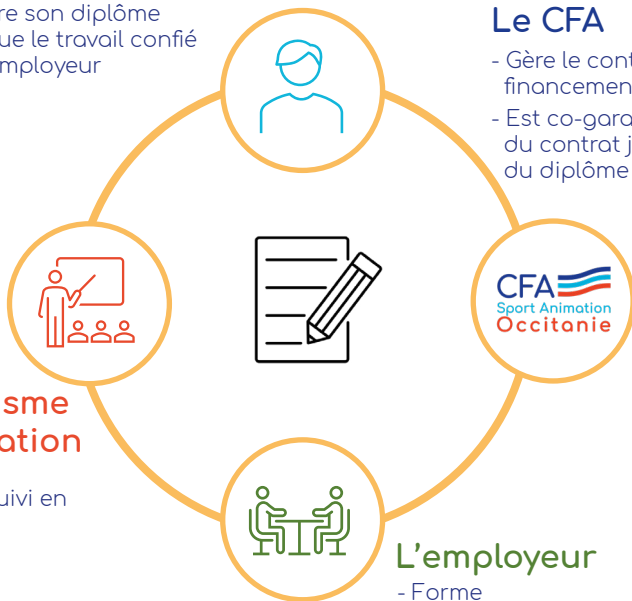 re son diplôme
ue le travail confié
mployeur
Le CFA
- Gère le cont
financemen
- Est co-gara
du contrat j
du diplôme
CFA
Sport Animation
Occitanie
sme
ation
uivi en
L'employeur
- Forme